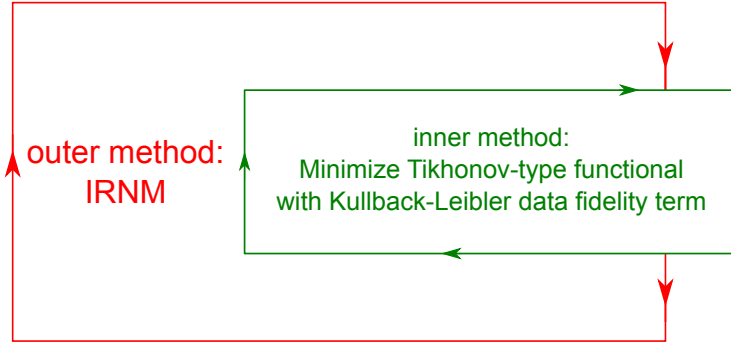 outer method:
IRNM
inner method:
Minimize Tikhonov-type functional
with Kullback-Leibler data fidelity term